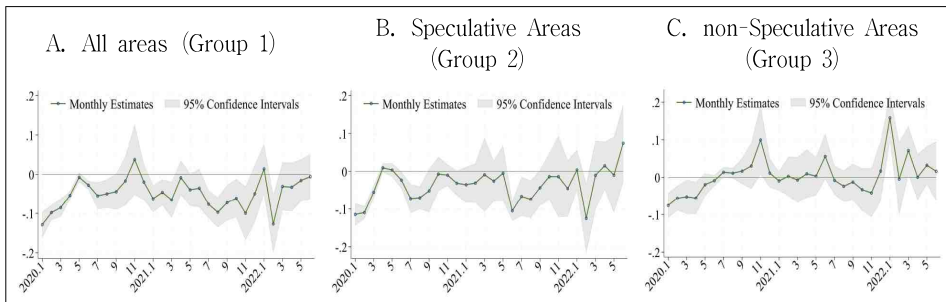 A. All areas (Group 1)
Monthly Estimates 95% Confidence Intervals
.2
.1
0
-.1
-.2
2020.1 3 5 7 9 11 2021.1 3 5 7 9 11 2022.1 3 5
B. Speculative Areas
(Group 2)
Monthly Estimates 95% Confidence Intervals
.2
.1
0
-.1
-.2
2020.1 3 5 7 9 11 2021.1 3 5 7 9 11 2022.1 3 5
C. non-Speculative Areas
(Group 3)
Monthly Estimates 95% Confidence Intervals
.2
.1
0
-.1
-.2
2020.1 3 5 7 9 11 2021.1 3 5 7 9 11 2022.1 3 5